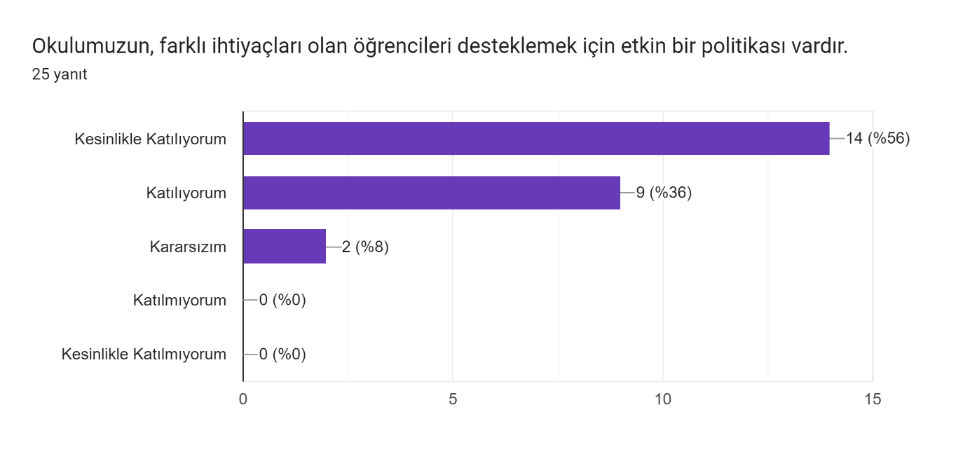 Okulumuzun, farklı ihtiyaçları olan öğrencileri desteklemek için etkin bir politikası vardır.
25 yanıt
Kesinlikle Katılıyorum 14 (%56)
Katılıyorum 9 (%36)
Kararsızım 2 (%8)
Katılmıyorum 0 (%0)
Kesinlikle Katılmıyorum 0 (%0)
0 5 10 15